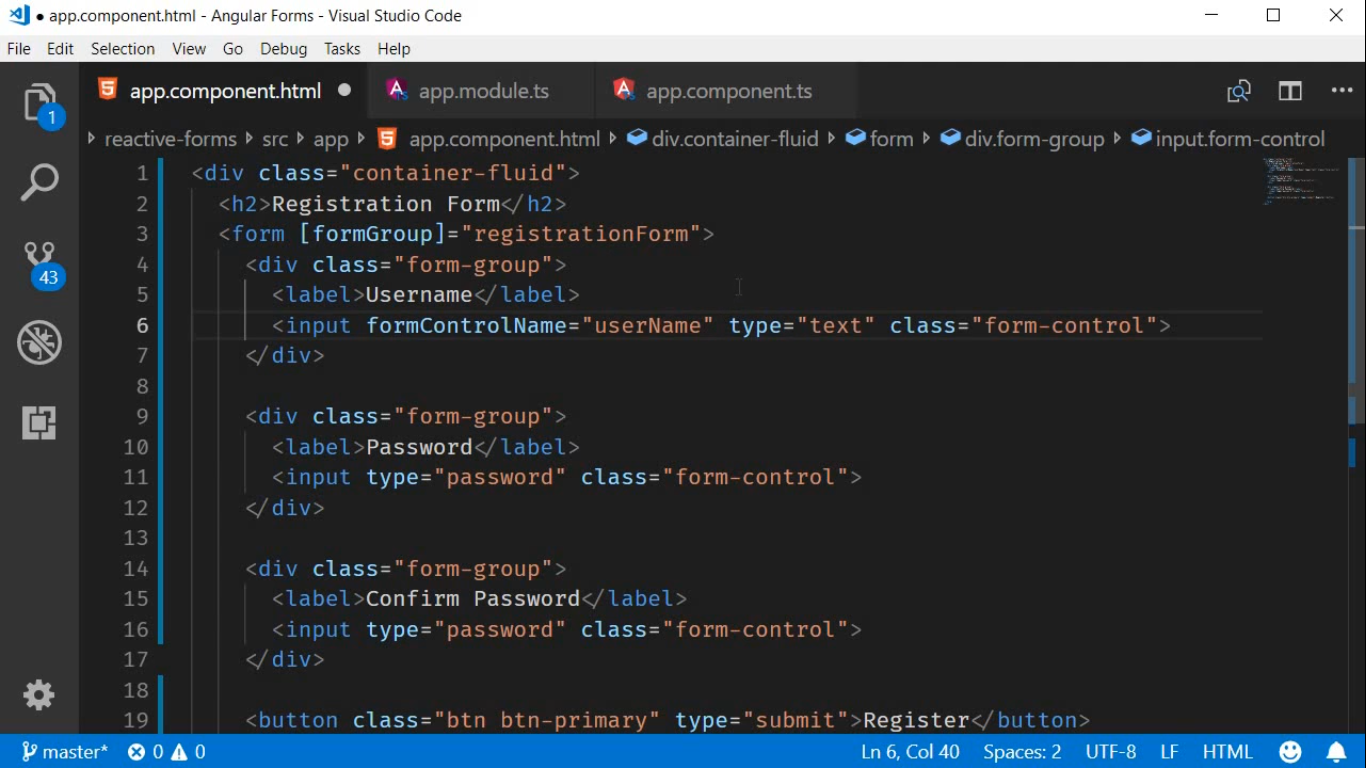 app.component.html - Angular Forms - Visual Studio Code
File Edit Selection View Go Debug Tasks Help
app.component.html app.module.ts app.component.ts
1
reactive-forms src app app.component.html div.container-fluid form div.form-group input.form-control
1 <div class="container-fluid">
2 <h2>Registration Form</h2>
3 <form [formGroup]="registrationForm">
4 <div class="form-group">
5 <label>Username</label>
6 <input formControlName="userName" type="text" class="form-control">
7 </div>
8
9 <div class="form-group">
10 <label>Password</label>
11 <input type="password" class="form-control">
12 </div>
13
14 <div class="form-group">
15 <label>Confirm Password</label>
16 <input type="password" class="form-control">
17 </div>
18
19 <button class="btn btn-primary" type="submit">Register</button>
43
master* 0 0 Ln 6, Col 40 Spaces: 2 UTF-8 LF HTML